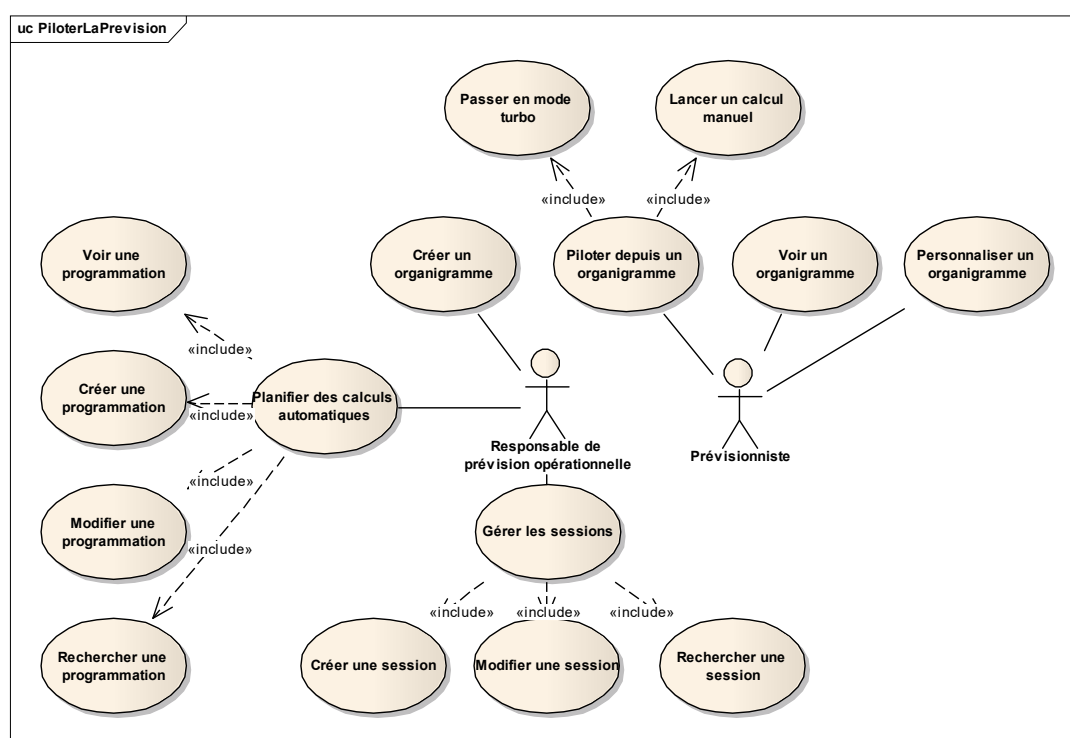 uc PiloterLaPrevision
Passer en mode
turbo
Lancer un calcul
manuel
«include»
«include»
Voir une
programmation
Créer un
organigramme
Piloter depuis un
organigramme
Voir un
organigramme
Personnaliser un
organigramme
«include»
Créer une
programmation
«include»
Planifier des calculs
automatiques
Responsable de
prévision opérationnelle
Prévisionniste
«include»
Modifier une
programmation
«include»
Gérer les sessions
«include»
«include»
«include»
Rechercher une
programmation
Créer une session
Modifier une session
Rechercher une
session